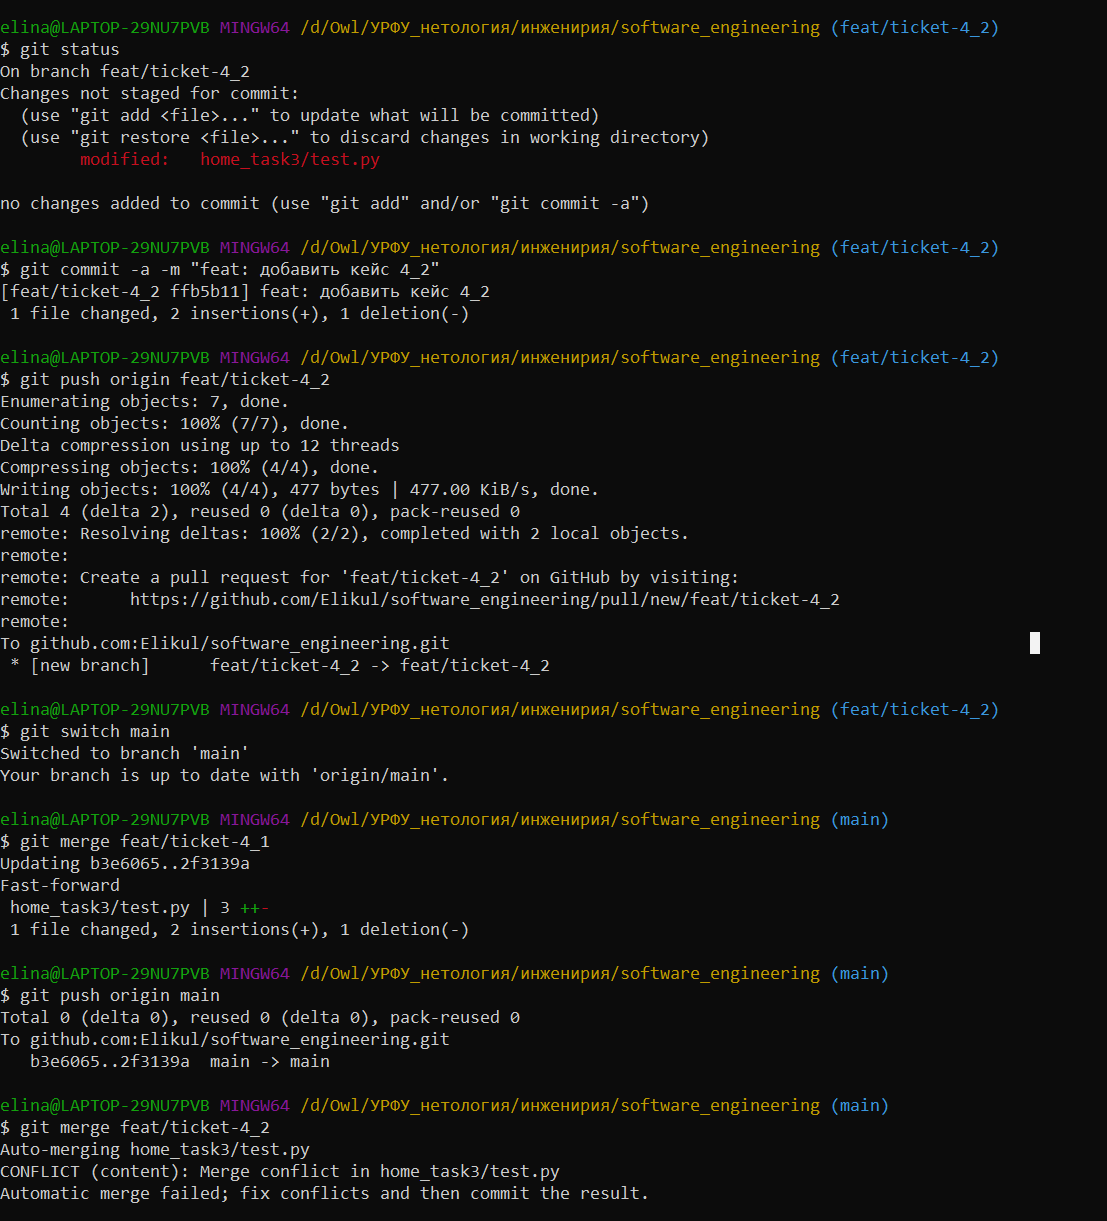 elina@LAPTOP-29NU7PVB MINGW64 /d/Owl/УРФУ_нетология/инженирия/software_engineering (feat/ticket-4_2)
$ git status
On branch feat/ticket-4_2
Changes not staged for commit:
  (use "git add <file>..." to update what will be committed)
  (use "git restore <file>..." to discard changes in working directory)
        modified:   home_task3/test.py

no changes added to commit (use "git add" and/or "git commit -a")

elina@LAPTOP-29NU7PVB MINGW64 /d/Owl/УРФУ_нетология/инженирия/software_engineering (feat/ticket-4_2)
$ git commit -a -m "feat: добавить кейс 4_2"
[feat/ticket-4_2 ffb5b11] feat: добавить кейс 4_2
 1 file changed, 2 insertions(+), 1 deletion(-)

elina@LAPTOP-29NU7PVB MINGW64 /d/Owl/УРФУ_нетология/инженирия/software_engineering (feat/ticket-4_2)
$ git push origin feat/ticket-4_2
Enumerating objects: 7, done.
Counting objects: 100% (7/7), done.
Delta compression using up to 12 threads
Compressing objects: 100% (4/4), done.
Writing objects: 100% (4/4), 477 bytes | 477.00 KiB/s, done.
Total 4 (delta 2), reused 0 (delta 0), pack-reused 0
remote: Resolving deltas: 100% (2/2), completed with 2 local objects.
remote:
remote: Create a pull request for 'feat/ticket-4_2' on GitHub by visiting:
remote:      https://github.com/Elikul/software_engineering/pull/new/feat/ticket-4_2
remote:
To github.com:Elikul/software_engineering.git
 * [new branch]      feat/ticket-4_2 -> feat/ticket-4_2

elina@LAPTOP-29NU7PVB MINGW64 /d/Owl/УРФУ_нетология/инженирия/software_engineering (feat/ticket-4_2)
$ git switch main
Switched to branch 'main'
Your branch is up to date with 'origin/main'.

elina@LAPTOP-29NU7PVB MINGW64 /d/Owl/УРФУ_нетология/инженирия/software_engineering (main)
$ git merge feat/ticket-4_1
Updating b3e6065..2f3139a
Fast-forward
 home_task3/test.py | 3 ++-
 1 file changed, 2 insertions(+), 1 deletion(-)

elina@LAPTOP-29NU7PVB MINGW64 /d/Owl/УРФУ_нетология/инженирия/software_engineering (main)
$ git push origin main
Total 0 (delta 0), reused 0 (delta 0), pack-reused 0
To github.com:Elikul/software_engineering.git
   b3e6065..2f3139a  main -> main

elina@LAPTOP-29NU7PVB MINGW64 /d/Owl/УРФУ_нетология/инженирия/software_engineering (main)
$ git merge feat/ticket-4_2
Auto-merging home_task3/test.py
CONFLICT (content): Merge conflict in home_task3/test.py
Automatic merge failed; fix conflicts and then commit the result.